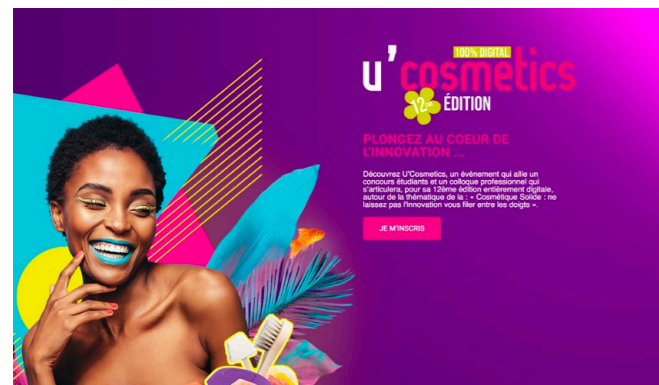 100% DIGITAL
u'cosmetics
12e ÉDITION
PLONGEZ AU COEUR DE
L'INNOVATION ...
Découvrez U'Cosmetics, un événement qui allie un
concours étudiants et un colloque professionnel qui
s'articulera, pour sa 12ème édition entièrement digitale,
autour de la thématique de la : « Cosmétique Solide : ne
laissez pas l'innovation vous filer entre les doigts ».
JE M'INSCRIS